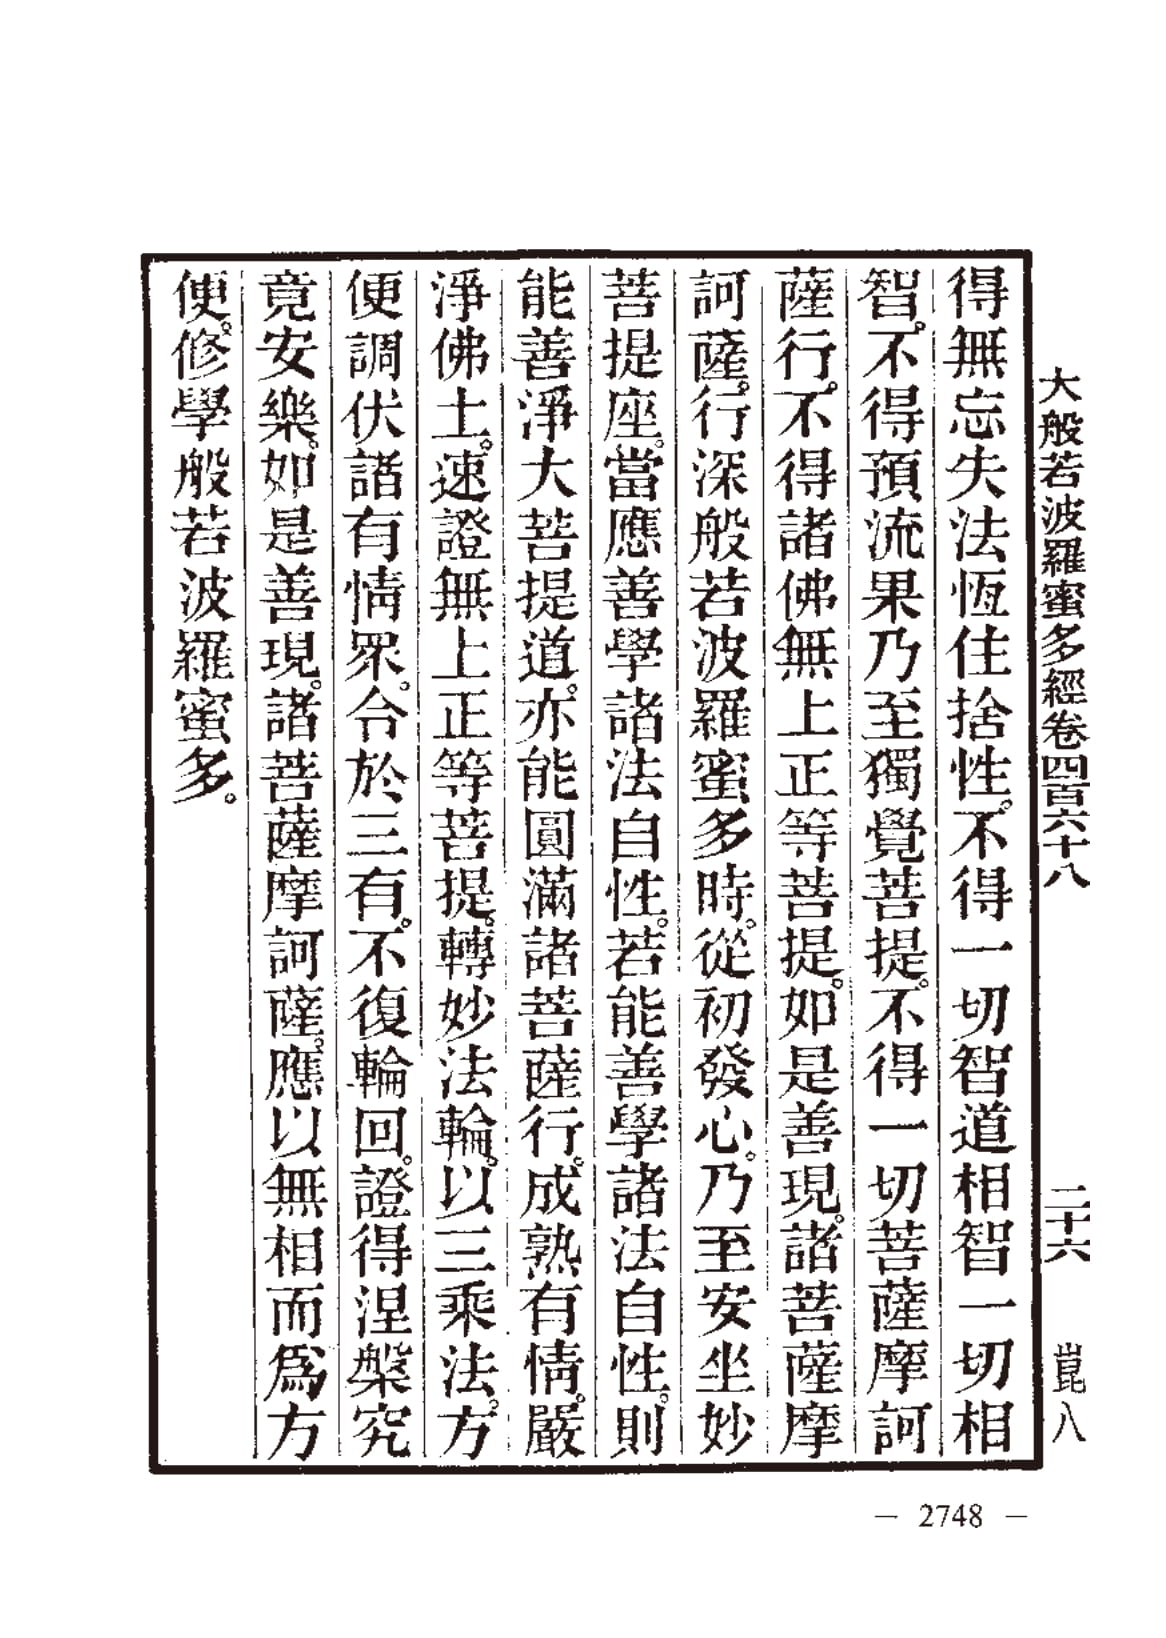 大般若波羅蜜多經卷四百六十八　二十六　崑八
得無忘失法恆住捨性。不得一切智道相智一切相
智。不得預流果乃至獨覺菩提。不得一切菩薩摩訶
薩行。不得諸佛無上正等菩提。如是善現。諸菩薩摩
訶薩。行深般若波羅蜜多時。從初發心。乃至安坐妙
菩提座。當應善學諸法自性。若能善學諸法自性。則
能善淨大菩提道。亦能圓滿諸菩薩行。成熟有情。嚴
淨佛土。速證無上正等菩提。轉妙法輪。以三乘法。方
便調伏諸有情眾。令於三有。不復輪回。證得涅槃究
竟安樂。如是善現。諸菩薩摩訶薩。應以無相而爲方
便。修學般若波羅蜜多。
— 2748 —